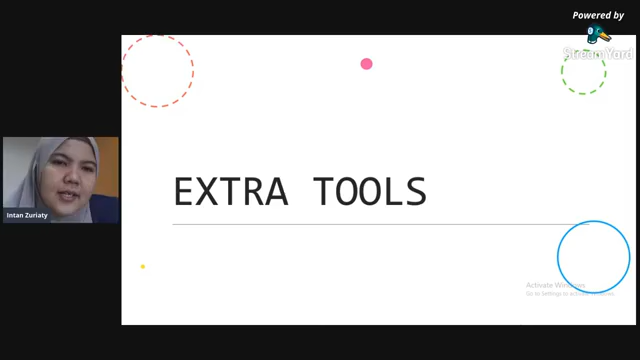 Powered by
StreamYard
EXTRA TOOLS
Intan Zuriaty
Activate Windows
Go to Settings to activate Windows.